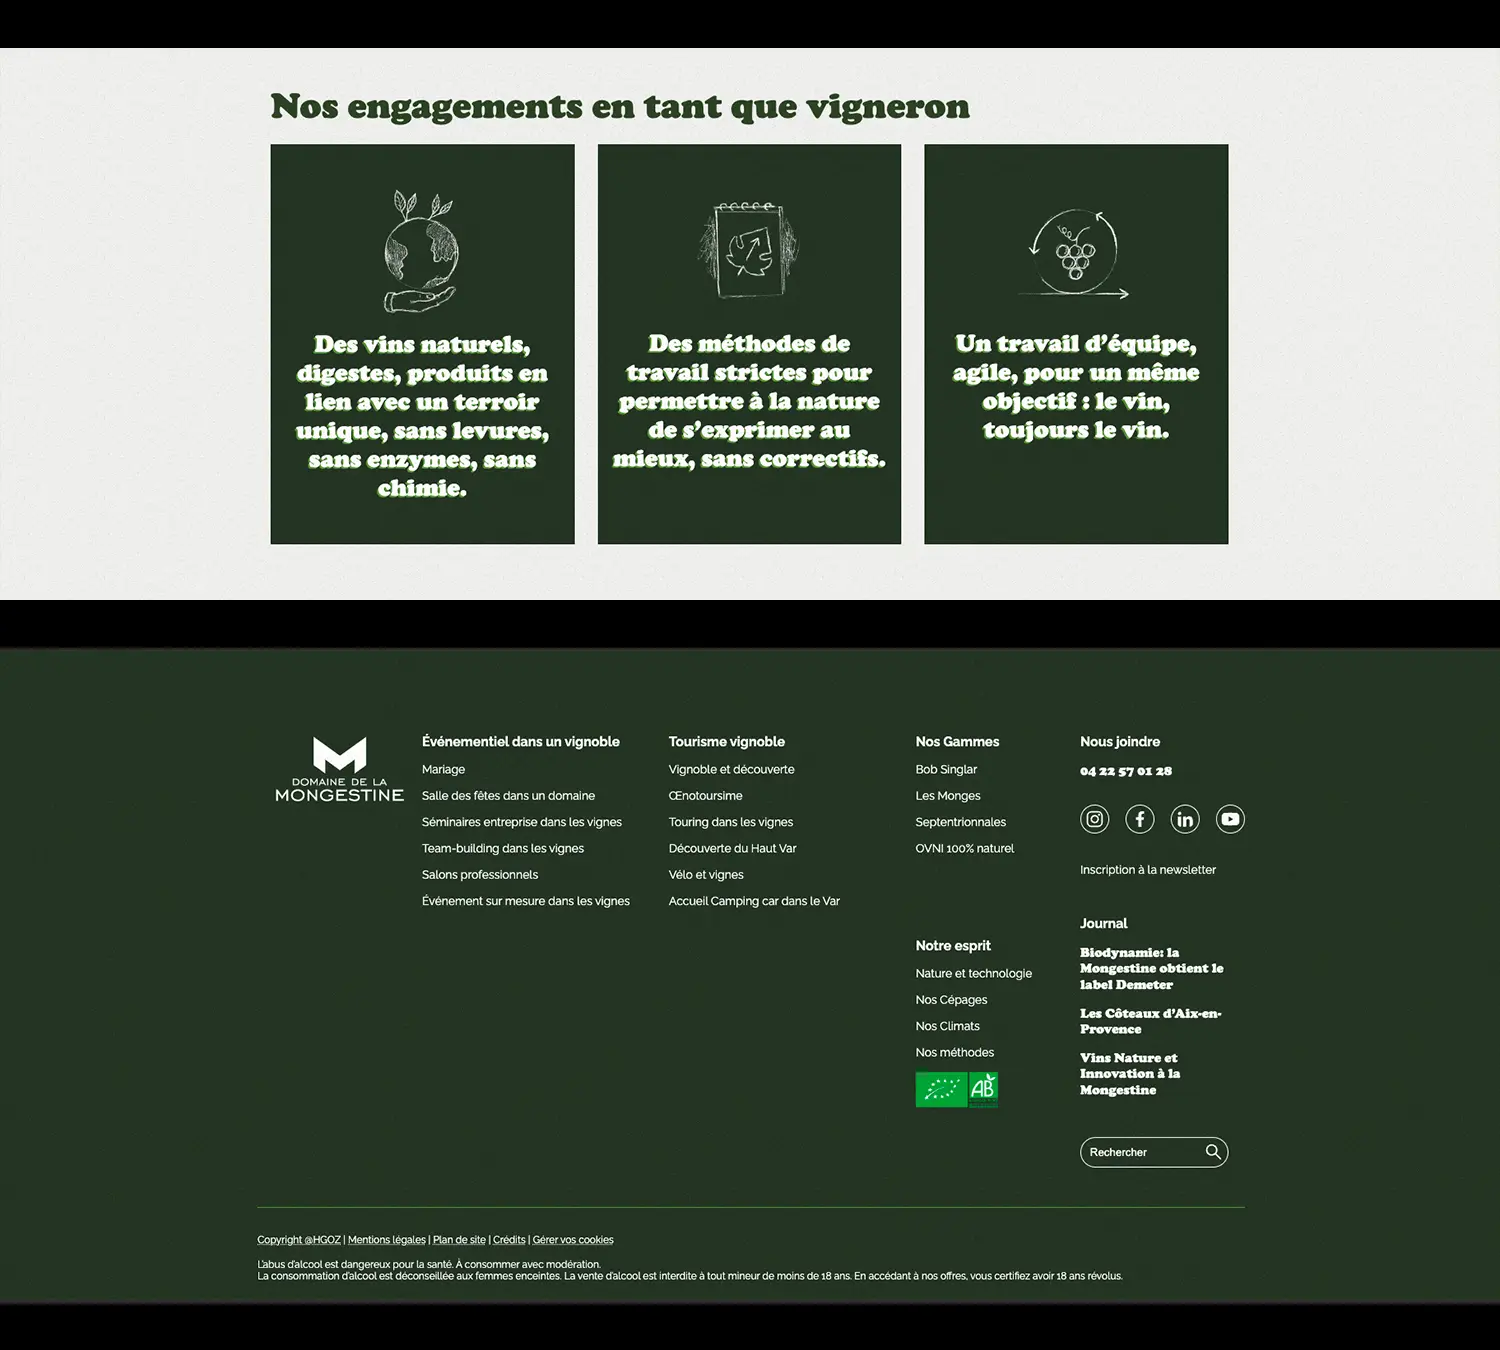 Nos engagements en tant que vigneron
Des vins naturels,
digestes, produits en
lien avec un terroir
unique, sans levures,
sans enzymes, sans
chimie.
Des méthodes de
travail strictes pour
permettre à la nature
de s'exprimer au
mieux, sans correctifs.
Un travail d'équipe,
agile, pour un même
objectif : le vin,
toujours le vin.
DOMAINE DE LA
MONGESTINE
Événementiel dans un vignoble
Mariage
Salle des fêtes dans un domaine
Séminaires entreprise dans les vignes
Team-building dans les vignes
Salons professionnels
Événement sur mesure dans les vignes
Tourisme vignoble
Vignoble et découverte
Œnotoursime
Touring dans les vignes
Découverte du Haut Var
Vélo et vignes
Accueil Camping car dans le Var
Nos Gammes
Bob Singlar
Les Monges
Septentrionnales
OVNI 100% naturel
Notre esprit
Nature et technologie
Nos Cépages
Nos Climats
Nos méthodes
AB
Nous joindre
04 22 57 01 28
Inscription à la newsletter
Journal
Biodynamie: la
Mongestine obtient le
label Demeter
Les Côteaux d'Aix-en-
Provence
Vins Nature et
Innovation à la
Mongestine
Rechercher
Copyright @HGOZ | Mentions légales | Plan de site | Crédits | Gérer vos cookies
L'abus d'alcool est dangereux pour la santé. À consommer avec modération.
La consommation d'alcool est déconseillée aux femmes enceintes. La vente d'alcool est interdite à tout mineur de moins de 18 ans. En accédant à nos offres, vous certifiez avoir 18 ans révolus.